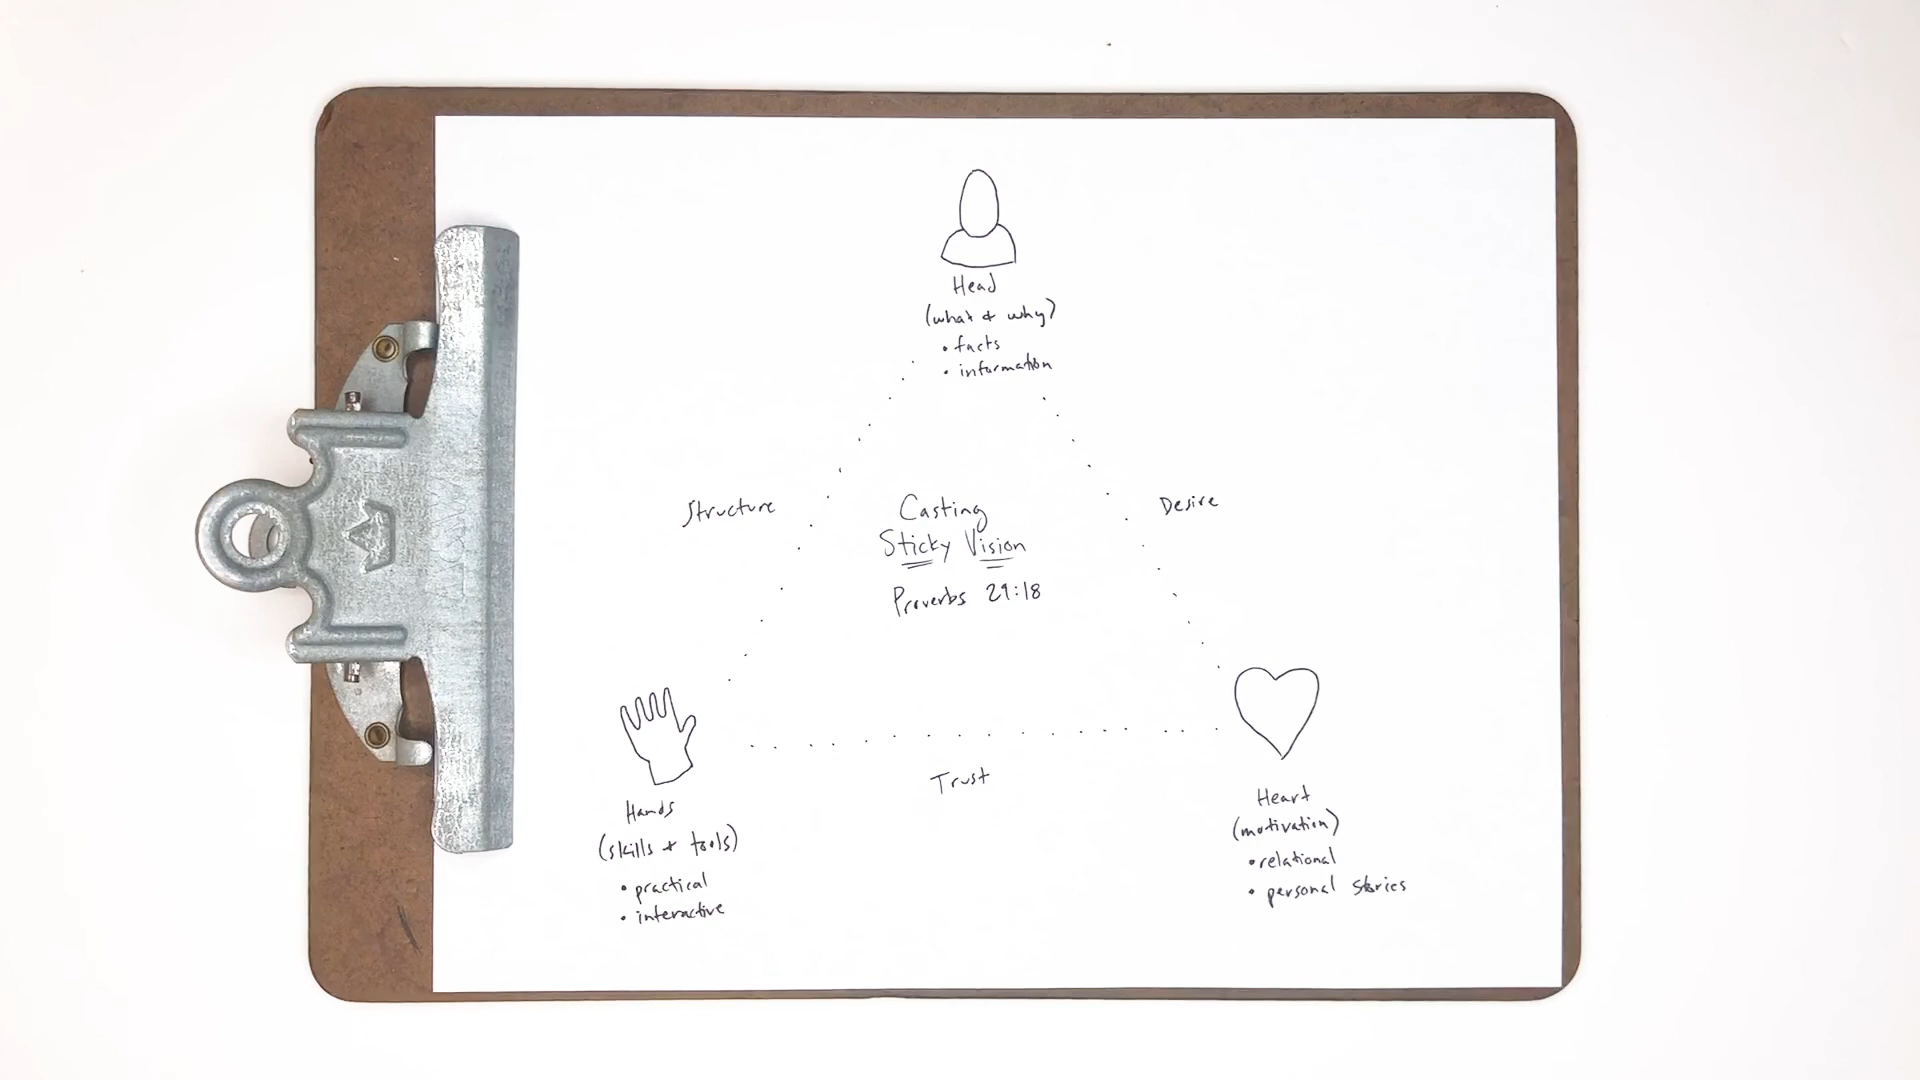 Head
(what & why)
• facts
• information
Structure
Desire
Casting
Sticky Vision
Proverbs 29:18
Trust
Hands
(skills + tools)
• practical
• interactive
Heart
(motivation)
• relational
• personal stories